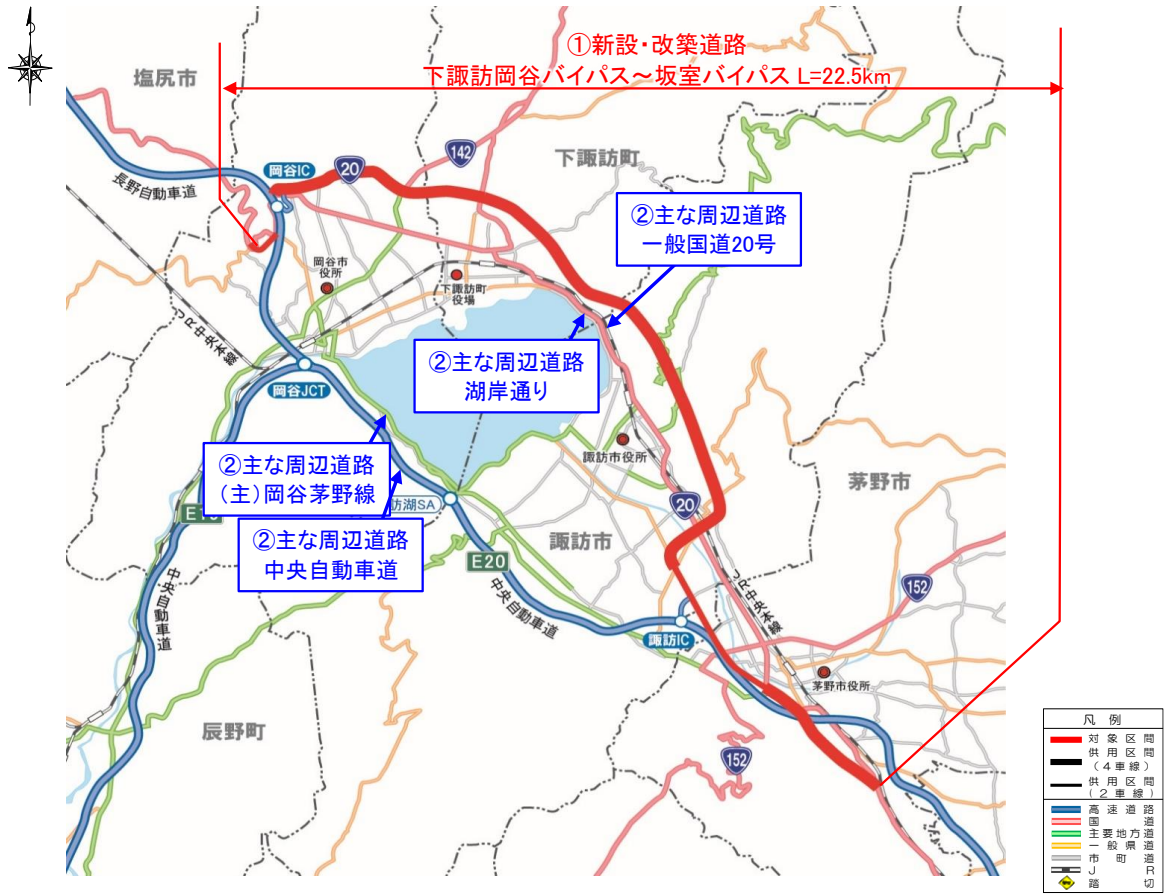 ①新設・改築道路
下諏訪岡谷バイパス～坂室バイパス L=22.5km
塩尻市
142
下諏訪町
岡谷IC
20
長野自動車道
②主な周辺道路
一般国道20号
岡谷市
役所
下諏訪町
役場
JR中央本線
②主な周辺道路
湖岸通り
岡谷JCT
諏訪市役所
②主な周辺道路
(主)岡谷茅野線
茅野市
訪湖SA
20
②主な周辺道路
中央自動車道
諏訪市
E20
JR中央本線
152
中央自動車道
中央自動車道
諏訪IC
茅野市役所
辰野町
152
凡例
対象区間
供用区間
(4車線)
供用区間
(2車線)
高速道路
国道
主要地方道
一般県道
市町道
JR
踏切